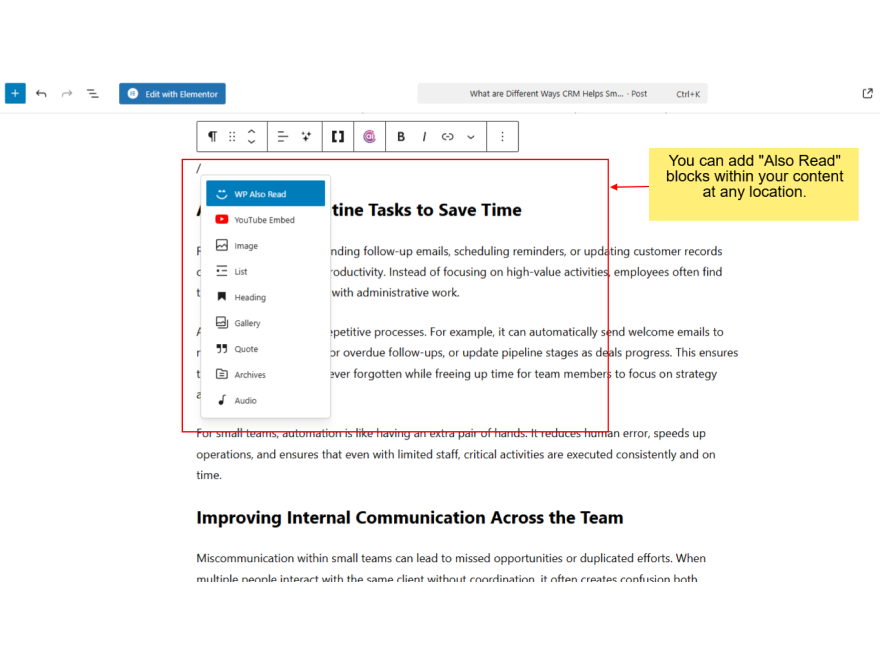 Edit with Elementor
What are Different Ways CRM Helps Sm... · Post Ctrl+K
B I
You can add "Also Read"
blocks within your content
at any location.
/
WP Also Read
YouTube Embed
Image
List
Heading
Gallery
Quote
Archives
Audio
A tine Tasks to Save Time
nding follow-up emails, scheduling reminders, or updating customer records
roductivity. Instead of focusing on high-value activities, employees often find
with administrative work.
epetitive processes. For example, it can automatically send welcome emails to
or overdue follow-ups, or update pipeline stages as deals progress. This ensures
ever forgotten while freeing up time for team members to focus on strategy
For small teams, automation is like having an extra pair of hands. It reduces human error, speeds up
operations, and ensures that even with limited staff, critical activities are executed consistently and on
time.
Improving Internal Communication Across the Team
Miscommunication within small teams can lead to missed opportunities or duplicated efforts. When
multiple people interact with the same client without coordination, it often creates confusion both